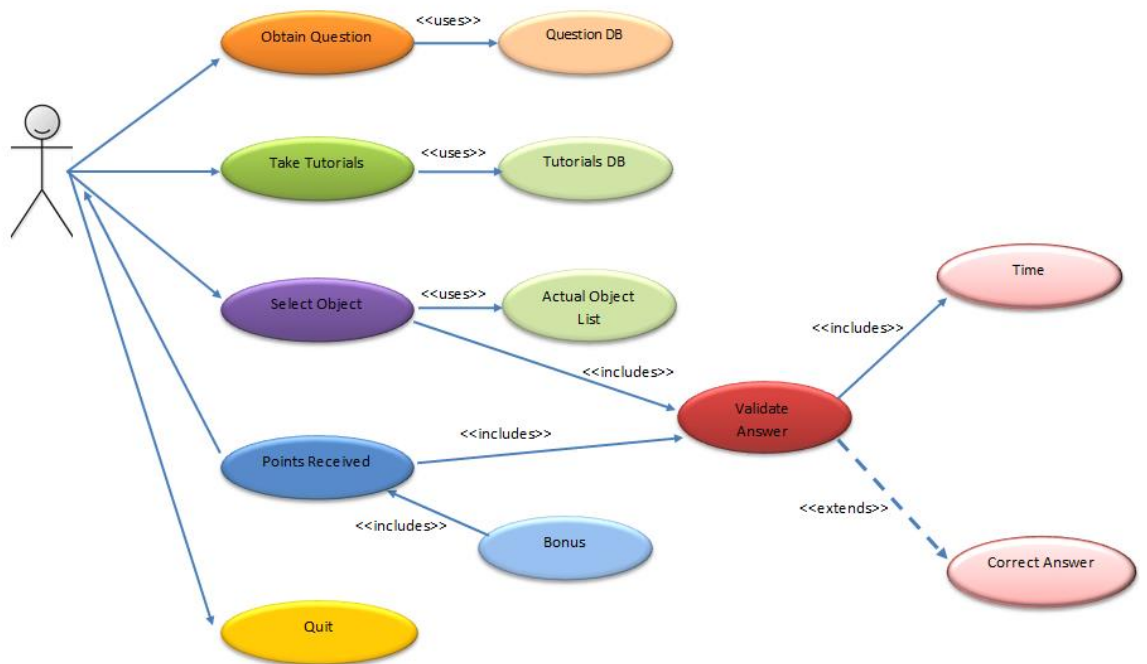 <<uses>>
Obtain Question
Question DB
<<uses>>
Take Tutorials
Tutorials DB
Time
<<uses>>
Select Object
Actual Object
List
<<includes>>
<<includes>>
Validate
Answer
<<includes>>
Points Received
<<extends>>
<<includes>>
Bonus
Correct Answer
Quit